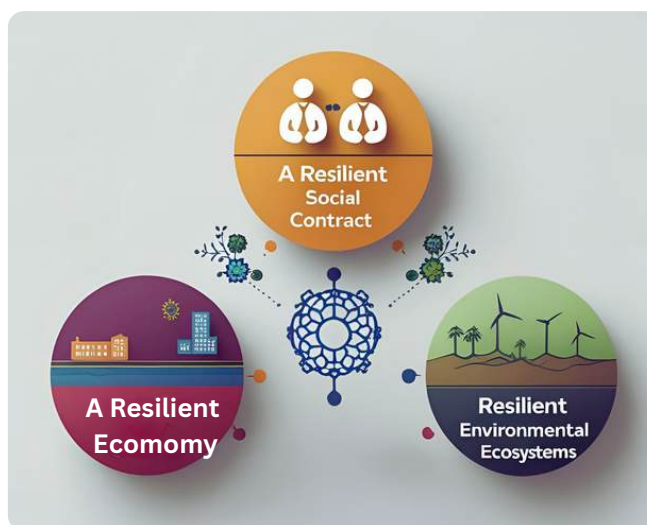 A Resilient
Social
Contract
A Resilient
Ecomomy
Resilient
Environmental
Ecosystems